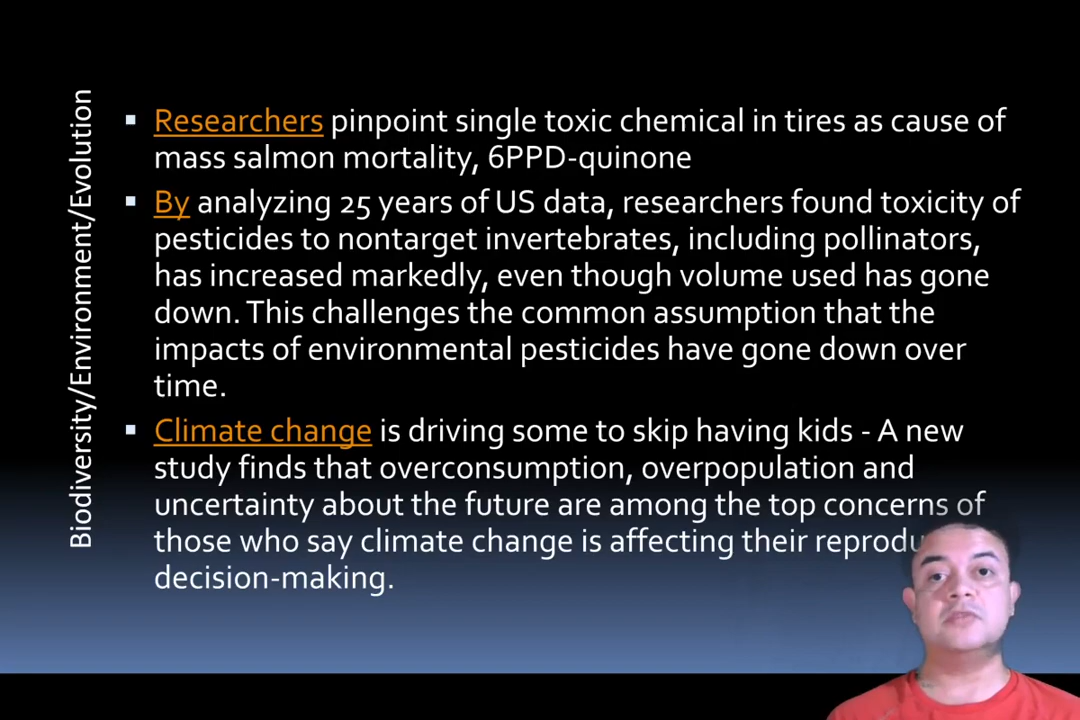 Biodiversity/Environment/Evolution
▪ Researchers pinpoint single toxic chemical in tires as cause of
mass salmon mortality, 6PPD-quinone
▪ By analyzing 25 years of US data, researchers found toxicity of
pesticides to nontarget invertebrates, including pollinators,
has increased markedly, even though volume used has gone
down. This challenges the common assumption that the
impacts of environmental pesticides have gone down over
time.
▪ Climate change is driving some to skip having kids - A new
study finds that overconsumption, overpopulation and
uncertainty about the future are among the top concerns of
those who say climate change is affecting their
decision-making.